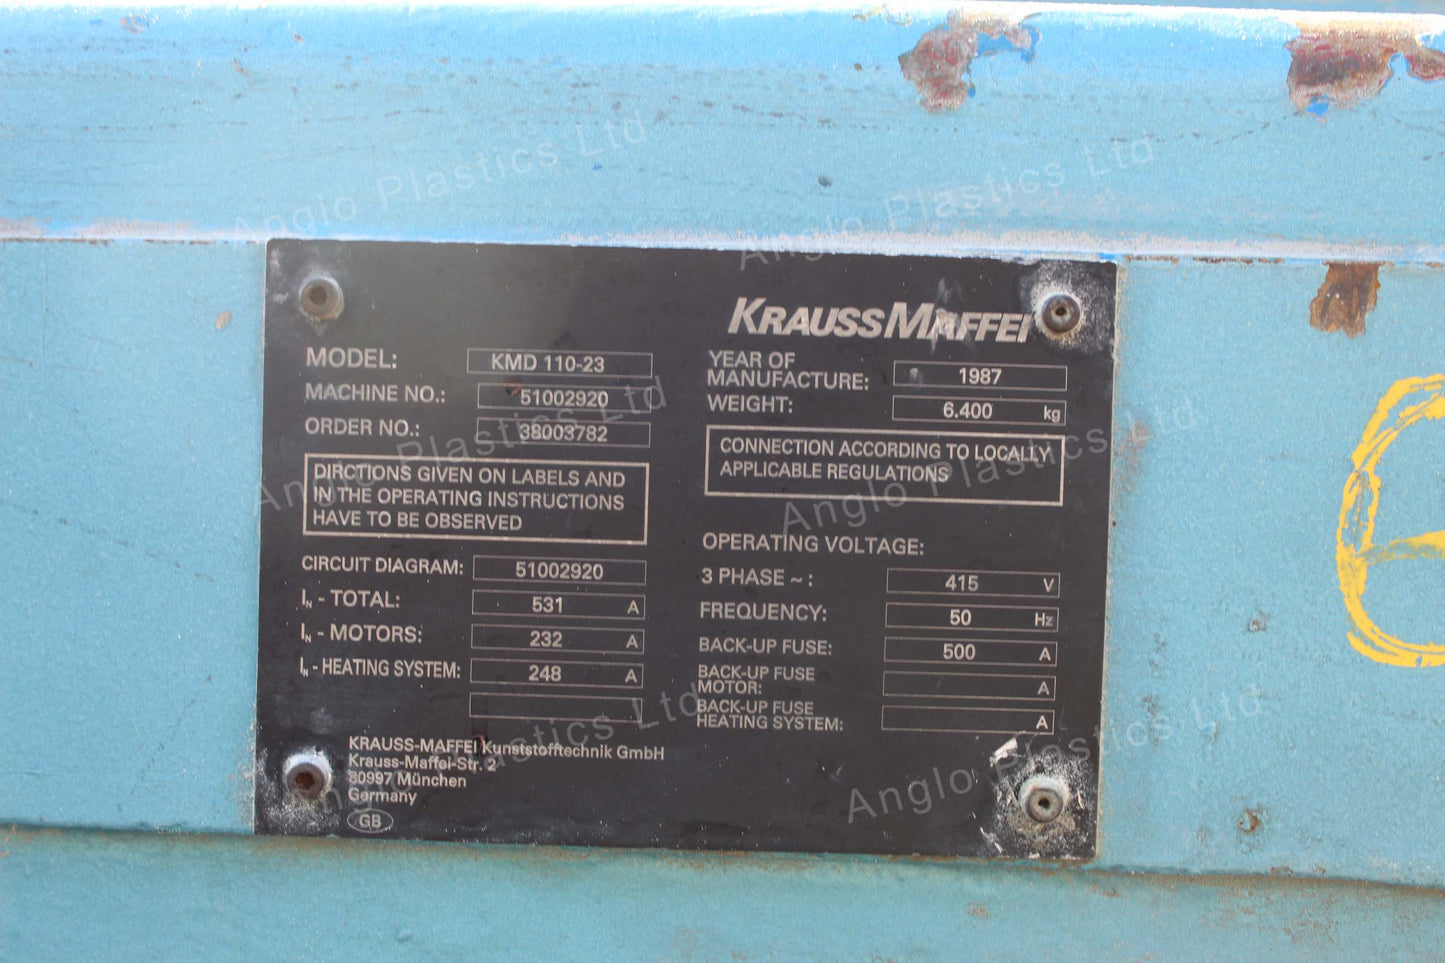 KRAUSSMAFFEI
MODEL: KMD 110-23
MACHINE NO.: 51002920
ORDER NO.: 38003782
DIRCTIONS GIVEN ON LABELS AND
IN THE OPERATING INSTRUCTIONS
HAVE TO BE OBSERVED
CIRCUIT DIAGRAM: 51002920
IN - TOTAL: 531 A
IN - MOTORS: 232 A
IN - HEATING SYSTEM: 248 A
KRAUSS-MAFFEI Kunststofftechnik GmbH
Krauss-Maffei-Str. 2
80997 München
Germany
GB
YEAR OF
MANUFACTURE: 1987
WEIGHT: 6.400 kg
CONNECTION ACCORDING TO LOCALLY
APPLICABLE REGULATIONS
OPERATING VOLTAGE:
3 PHASE ~ : 415 V
FREQUENCY: 50 Hz
BACK-UP FUSE: 500 A
BACK-UP FUSE
MOTOR: A
BACK-UP FUSE
HEATING SYSTEM: A
Anglo Plastics Ltd
Anglo Plastics Ltd
Anglo Plastics Ltd
Anglo Plastics Ltd
Anglo Plastics Ltd
Anglo Plastics Ltd